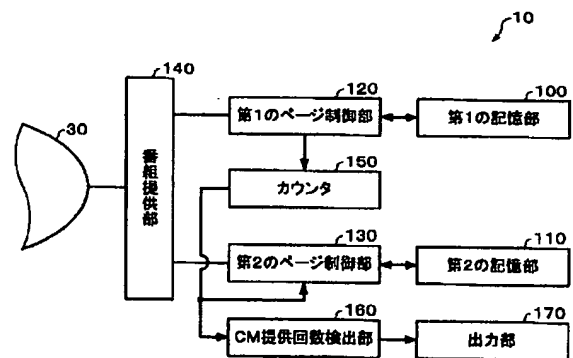 10
140
120
100
第1のページ制御部
第1の記憶部
30
150
番組提供部
カウンタ
130
110
第2のページ制御部
第2の記憶部
160
170
CM提供回数検出部
出力部